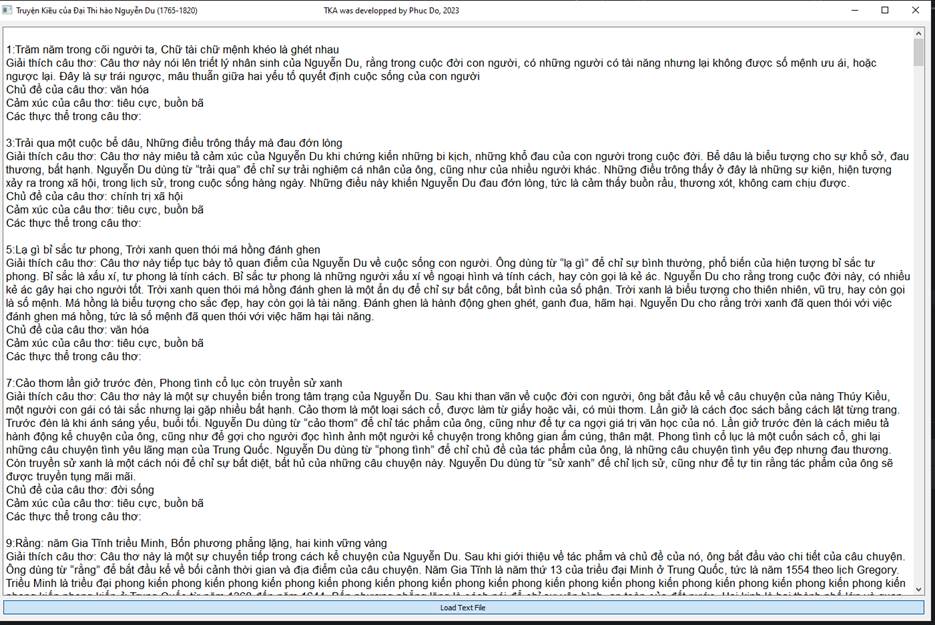 Truyện Kiều của Đại Thi hào Nguyễn Du (1765-1820) TKA was developped by Phuc Do, 2023
1:Trăm năm trong cõi người ta, Chữ tài chữ mệnh khéo là ghét nhau
Giải thích câu thơ: Câu thơ này nói lên triết lý nhân sinh của Nguyễn Du, rằng trong cuộc đời con người, có những người có tài năng nhưng lại không được số mệnh ưu ái, hoặc
ngược lại. Đây là sự trái ngược, mâu thuẫn giữa hai yếu tố quyết định cuộc sống của con người
Chủ đề của câu thơ: văn hóa
Cảm xúc của câu thơ: tiêu cực, buồn bã
Các thực thể trong câu thơ:
3:Trải qua một cuộc bể dâu, Những điều trông thấy mà đau đớn lòng
Giải thích câu thơ: Câu thơ này miêu tả cảm xúc của Nguyễn Du khi chứng kiến những bi kịch, những khổ đau của con người trong cuộc đời. Bể dâu là biểu tượng cho sự khổ sở, đau
thương, bất hạnh. Nguyễn Du dùng từ "trải qua" để chỉ sự trải nghiệm cá nhân của ông, cũng như của nhiều người khác. Những điều trông thấy ở đây là những sự kiện, hiện tượng
xảy ra trong xã hội, trong lịch sử, trong cuộc sống hàng ngày. Những điều này khiến Nguyễn Du đau đớn lòng, tức là cảm thấy buồn rầu, thương xót, không cam chịu được.
Chủ đề của câu thơ: chính trị xã hội
Cảm xúc của câu thơ: tiêu cực, buồn bã
Các thực thể trong câu thơ:
5:Lạ gì bỉ sắc tư phong, Trời xanh quen thói má hồng đánh ghen
Giải thích câu thơ: Câu thơ này tiếp tục bày tỏ quan điểm của Nguyễn Du về cuộc sống con người. Ông dùng từ "lạ gì" để chỉ sự bình thường, phổ biến của hiện tượng bỉ sắc tư
phong. Bỉ sắc là xấu xí, tư phong là tính cách. Bỉ sắc tư phong là những người xấu xí về ngoại hình và tính cách, hay còn gọi là kẻ ác. Nguyễn Du cho rằng trong cuộc đời này, có nhiều
kẻ ác gây hại cho người tốt. Trời xanh quen thói má hồng đánh ghen là một ẩn dụ để chỉ sự bất công, bất bình của số phận. Trời xanh là biểu tượng cho thiên nhiên, vũ trụ, hay còn gọi
là số mệnh. Má hồng là biểu tượng cho sắc đẹp, hay còn gọi là tài năng. Đánh ghen là hành động ghen ghét, ganh đua, hãm hại. Nguyễn Du cho rằng trời xanh đã quen thói với việc
đánh ghen má hồng, tức là số mệnh đã quen thói với việc hãm hại tài năng.
Chủ đề của câu thơ: văn hóa
Cảm xúc của câu thơ: tiêu cực, buồn bã
Các thực thể trong câu thơ:
7:Cảo thơm lần giở trước đèn, Phong tình cổ lục còn truyền sử xanh
Giải thích câu thơ: Câu thơ này là một sự chuyển biến trong tâm trạng của Nguyễn Du. Sau khi than vãn về cuộc đời con người, ông bắt đầu kể về câu chuyện của nàng Thúy Kiều,
một người con gái có tài sắc nhưng lại gặp nhiều bất hạnh. Cảo thơm là một loại sách cổ, được làm từ giấy hoặc vải, có mùi thơm. Lần giở là cách đọc sách bằng cách lật từng trang.
Trước đèn là khi ánh sáng yếu, buổi tối. Nguyễn Du dùng từ "cảo thơm" để chỉ tác phẩm của ông, cũng như để tự ca ngợi giá trị văn học của nó. Lần giở trước đèn là cách miêu tả
hành động kể chuyện của ông, cũng như để gợi cho người đọc hình ảnh một người kể chuyện trong không gian ấm cúng, thân mật. Phong tình cổ lục là một cuốn sách cổ, ghi lại
những câu chuyện tình yêu lãng mạn của Trung Quốc. Nguyễn Du dùng từ "phong tình" để chỉ chủ đề của tác phẩm của ông, là những câu chuyện tình yêu đẹp nhưng đau thương.
Còn truyền sử xanh là một cách nói để chỉ sự bất diệt, bất hủ của những câu chuyện này. Nguyễn Du dùng từ "sử xanh" để chỉ lịch sử, cũng như để tự tin rằng tác phẩm của ông sẽ
được truyền tụng mãi mãi.
Chủ đề của câu thơ: đời sống
Cảm xúc của câu thơ: tiêu cực, buồn bã
Các thực thể trong câu thơ:
9:Rằng: năm Gia Tĩnh triều Minh, Bốn phương phẳng lặng, hai kinh vững vàng
Giải thích câu thơ: Câu thơ này là một sự chuyển tiếp trong cách kể chuyện của Nguyễn Du. Sau khi giới thiệu về tác phẩm và chủ đề của nó, ông bắt đầu vào chi tiết của câu chuyện.
Ông dùng từ "rằng" để bắt đầu kể về bối cảnh thời gian và địa điểm của câu chuyện. Năm Gia Tĩnh là năm thứ 13 của triều đại Minh ở Trung Quốc, tức là năm 1554 theo lịch Gregory.
Triều Minh là triều đại phong kiến phong kiến phong kiến phong kiến phong kiến phong kiến phong kiến phong kiến phong kiến phong kiến phong kiến phong kiến phong kiến
Load Text File